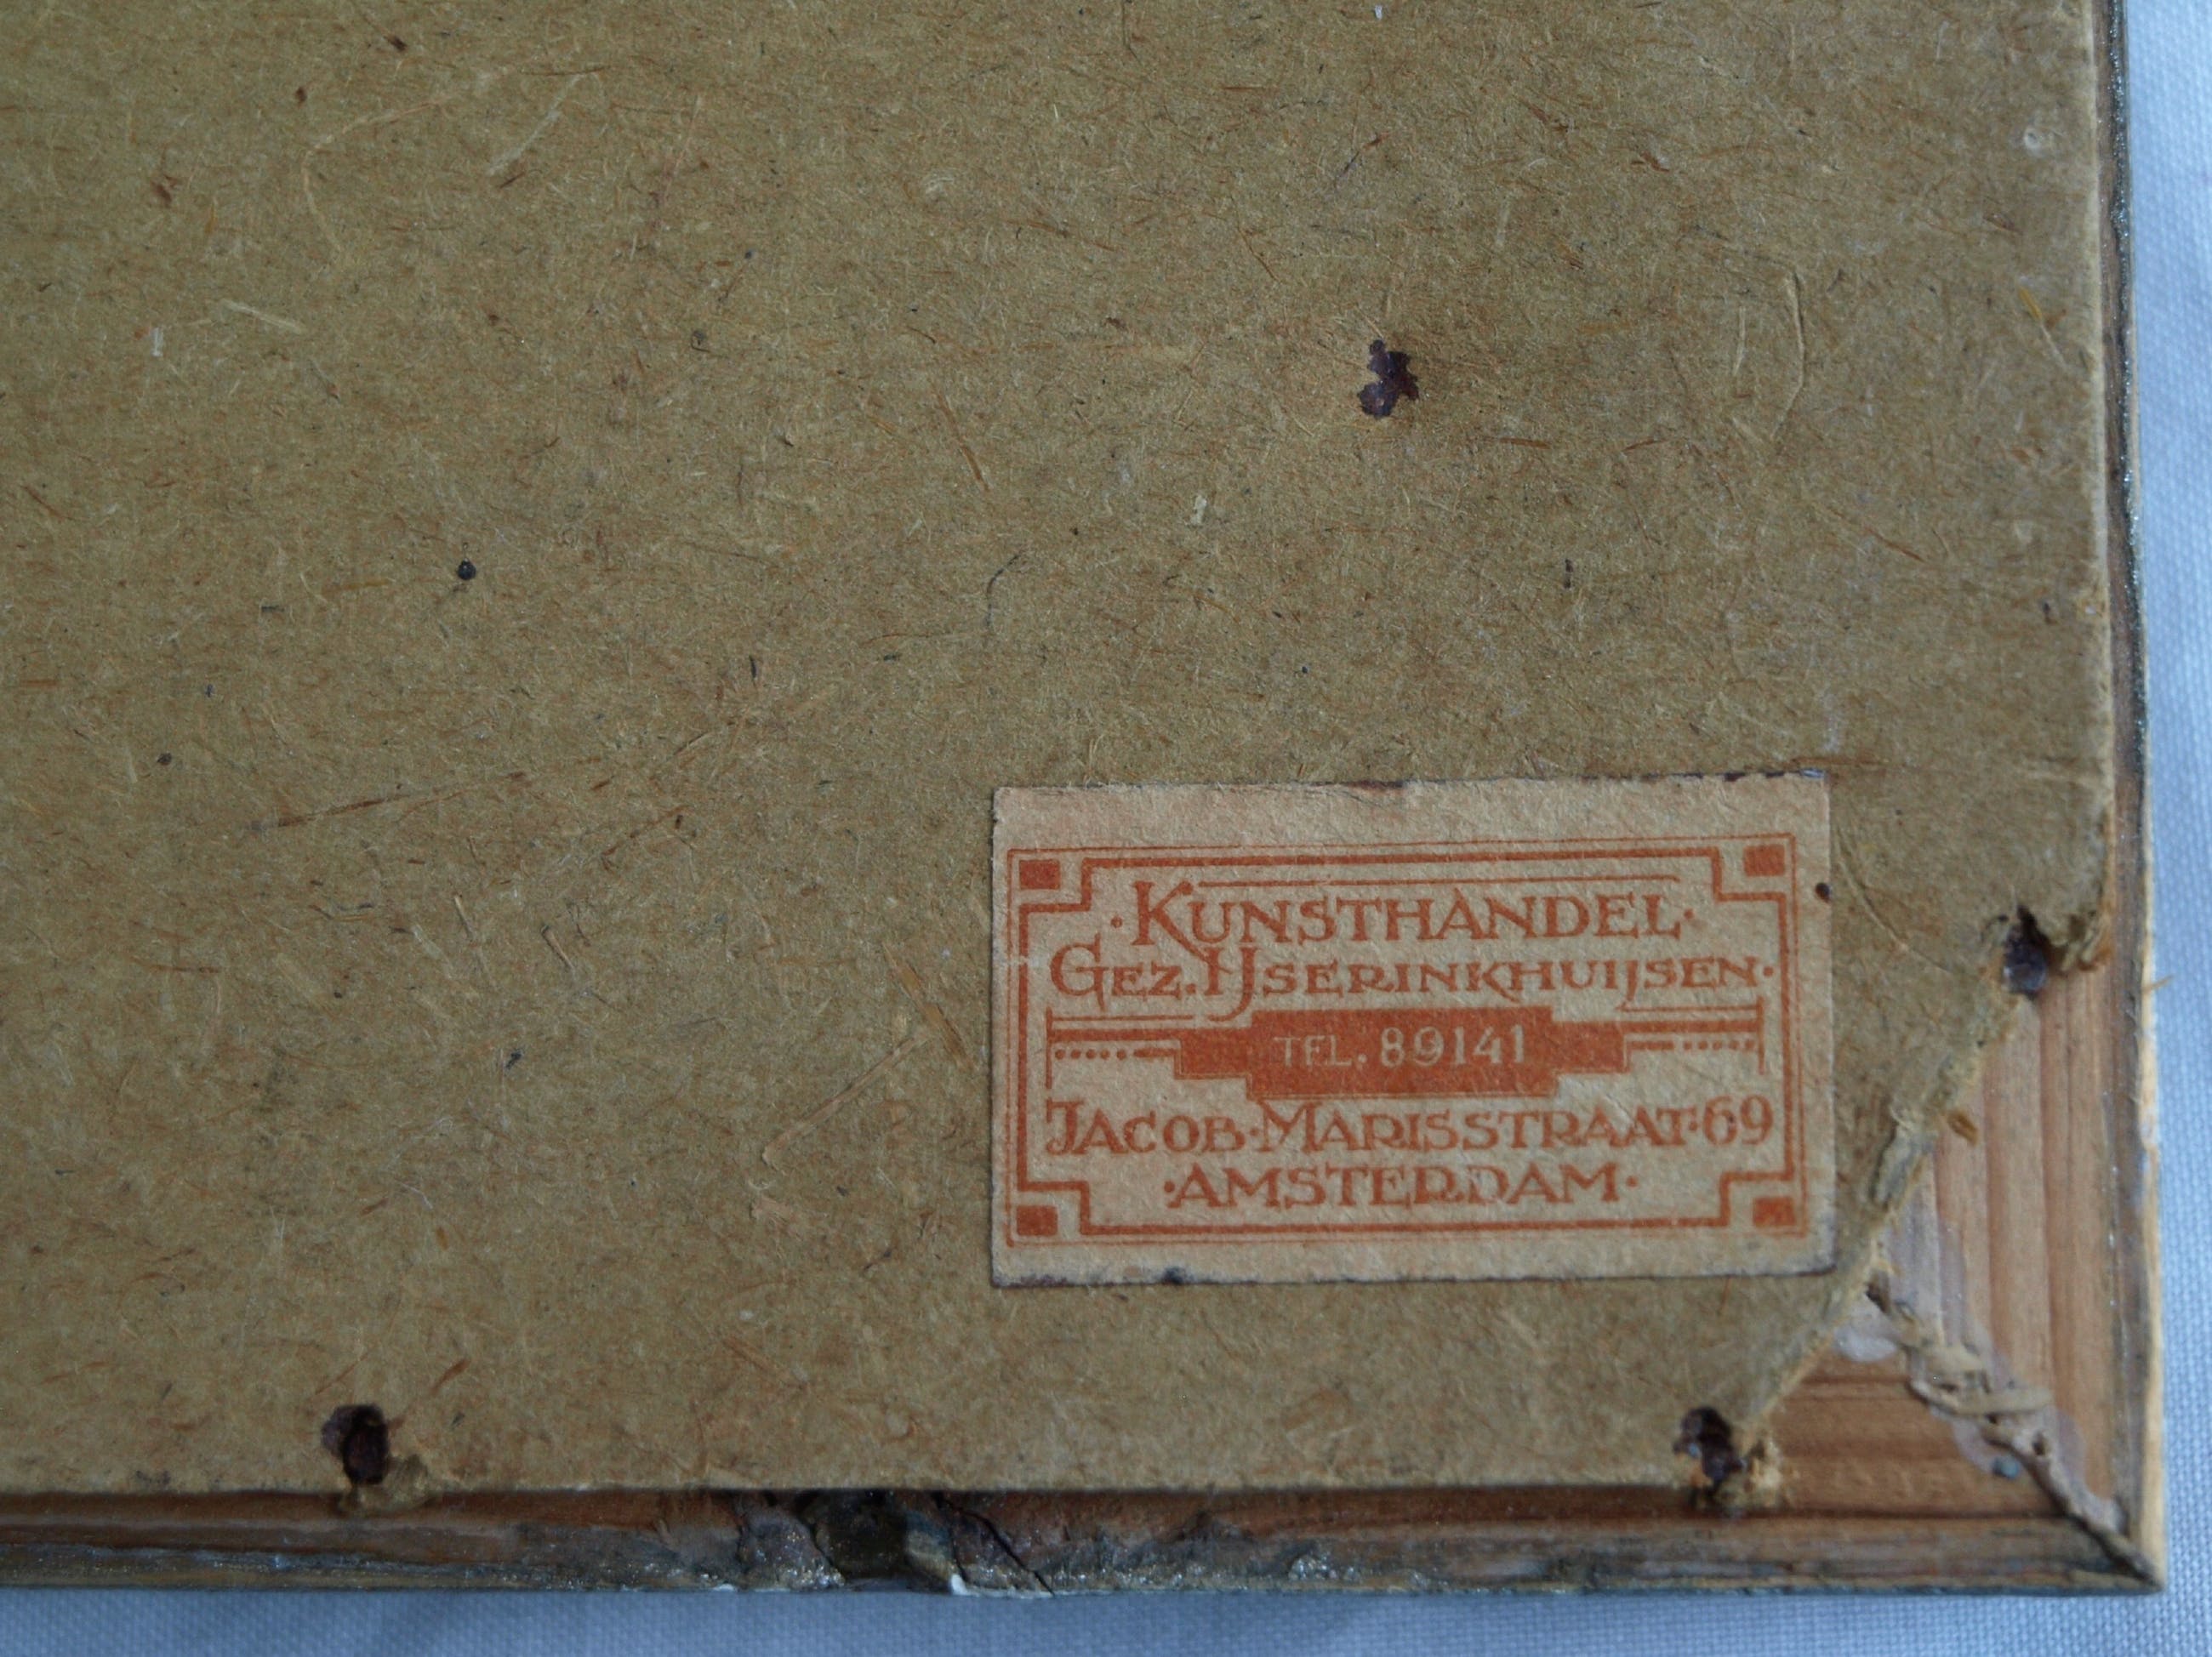 ·KUNSTHANDEL·
GEZ. IJSERINKHUIJSEN·
TEL. 89141
JACOB·MARISSTRAAT·69
·AMSTERDAM·